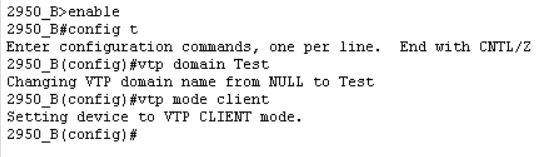 2950_B>enable
2950_B#config t
Enter configuration commands, one per line.  End with CNTL/Z
2950_B(config)#vtp domain Test
Changing VTP domain name from NULL to Test
2950_B(config)#vtp mode client
Setting device to VTP CLIENT mode.
2950_B(config)#